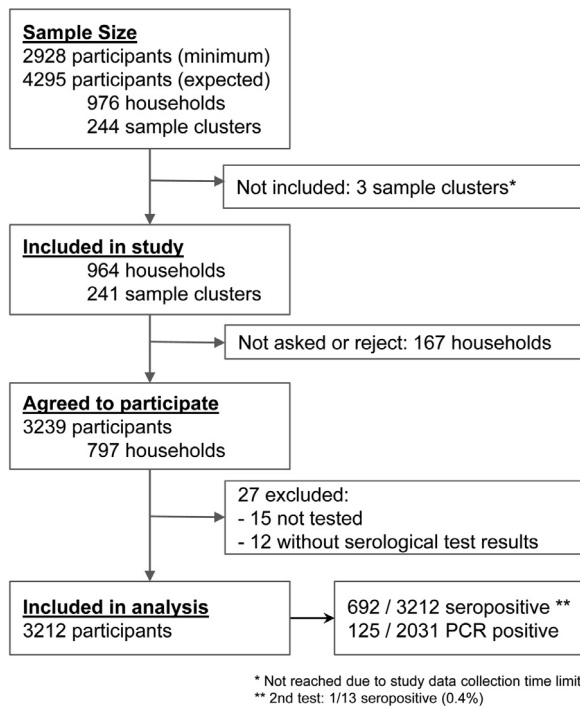 Sample Size
2928 participants (minimum)
4295 participants (expected)
976 households
244 sample clusters
Not included: 3 sample clusters*
Included in study
964 households
241 sample clusters
Not asked or reject: 167 households
Agreed to participate
3239 participants
797 households
27 excluded:
- 15 not tested
- 12 without serological test results
Included in analysis
3212 participants
692 / 3212 seropositive **
125 / 2031 PCR positive
* Not reached due to study data collection time limit
** 2nd test: 1/13 seropositive (0.4%)